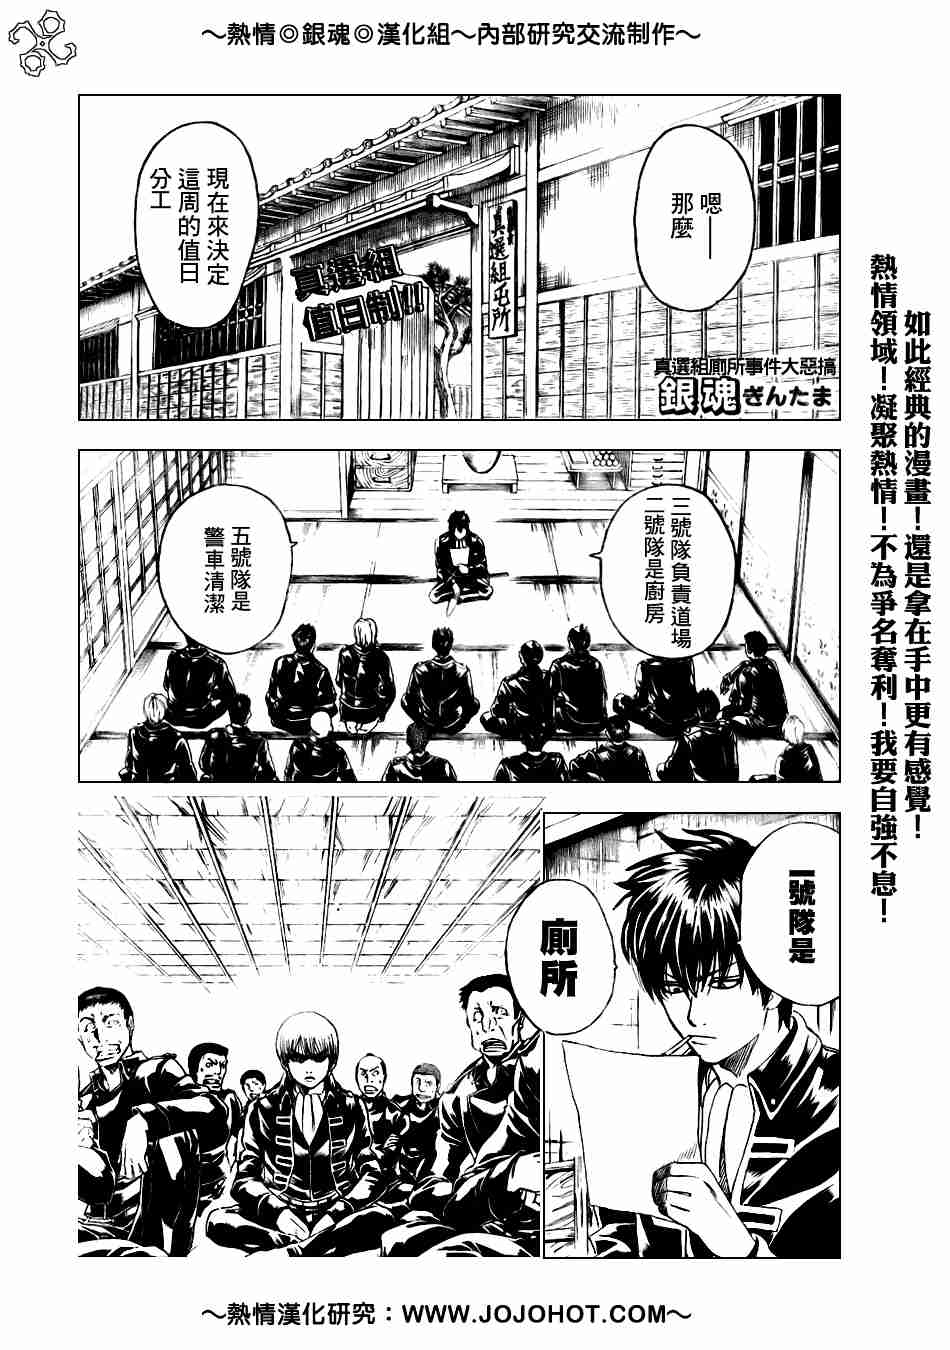 ～熱情◎銀魂◎漢化組～內部研究交流制作～
嗯——
那麼
現在來決定
這周的值日
分工
真選組屯所
真選組
值日制!!
真選組廁所事件大惡搞
銀魂ぎんたま
三號隊負責道場
二號隊是廚房
五號隊是
警車清潔
一號隊是
廁所
如此經典的漫畫！還是拿在手中更有感覺！
熱情領域！凝聚熱情！不為爭名奪利！我要自強不息！
～熱情漢化研究：WWW.JOJOHOT.COM～